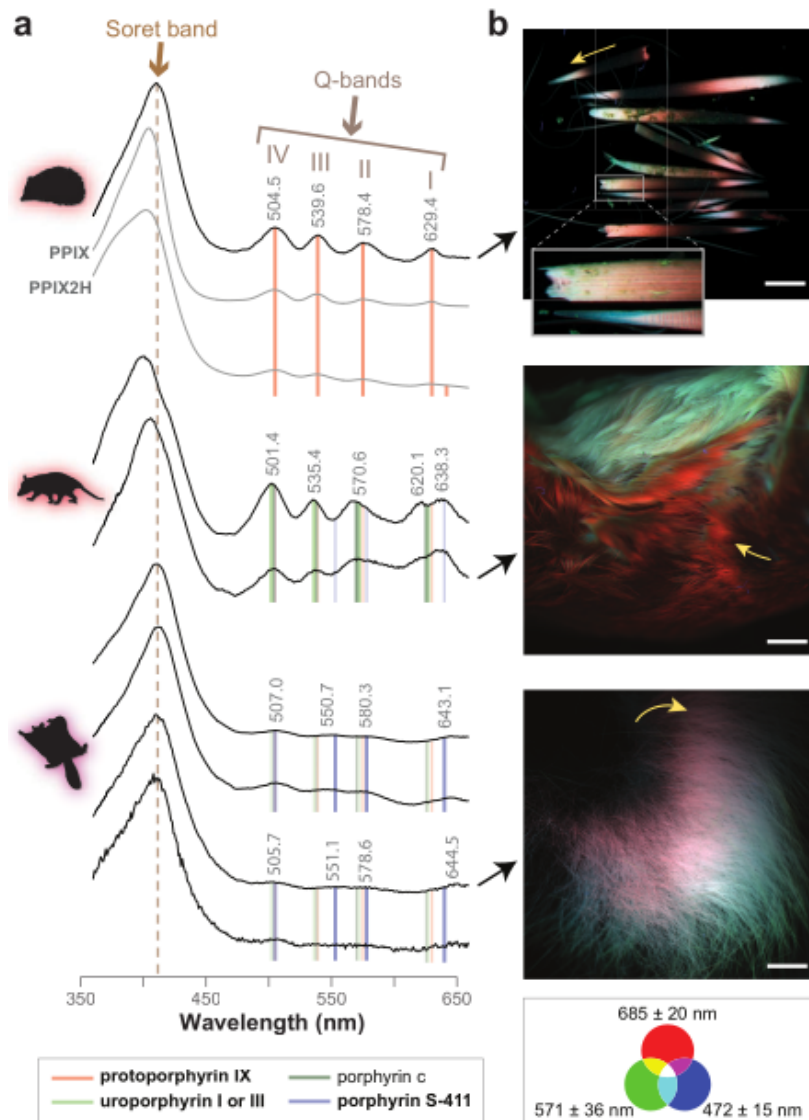 a
Soret band
Q-bands
IV
III
II
I
504.5
539.6
578.4
629.4
PPIX
PPIX2H
501.4
535.4
570.6
620.1
638.3
507.0
550.7
580.3
643.1
505.7
551.1
578.6
644.5
350
450
550
650
Wavelength (nm)
protoporphyrin IX
uroporphyrin I or III
porphyrin c
porphyrin S-411
b
685 ± 20 nm
571 ± 36 nm
472 ± 15 nm